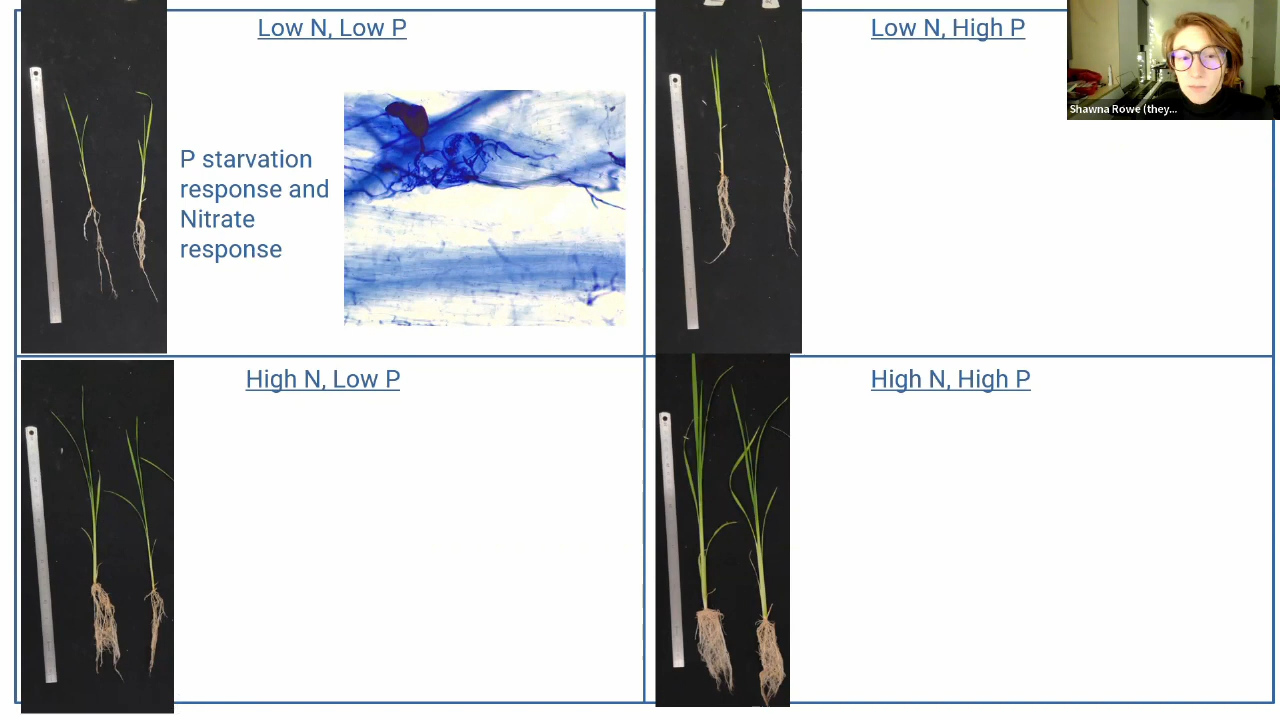 Low N, Low P
Low N, High P
Shawna Rowe (they...
P starvation
response and
Nitrate
response
High N, Low P
High N, High P